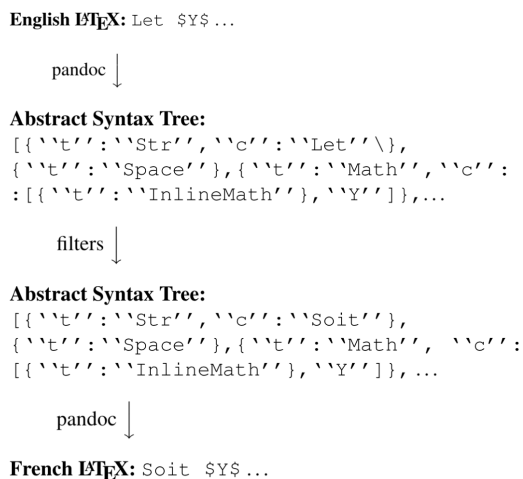 English LATEX: Let $Y$ ...
pandoc
Abstract Syntax Tree:
[{``t'':``Str'',``c'':``Let''\},
{``t'':``Space''},{``t'':``Math'',``c'':
:[{``t'':``InlineMath''},``Y'']},...
filters
Abstract Syntax Tree:
[{``t'':``Str'',``c'':``Soit''},
{``t'':``Space''},{``t'':``Math'', ``c'':
[{``t'':``InlineMath''},``Y'']}, ...
pandoc
French LATEX: Soit $Y$ ...